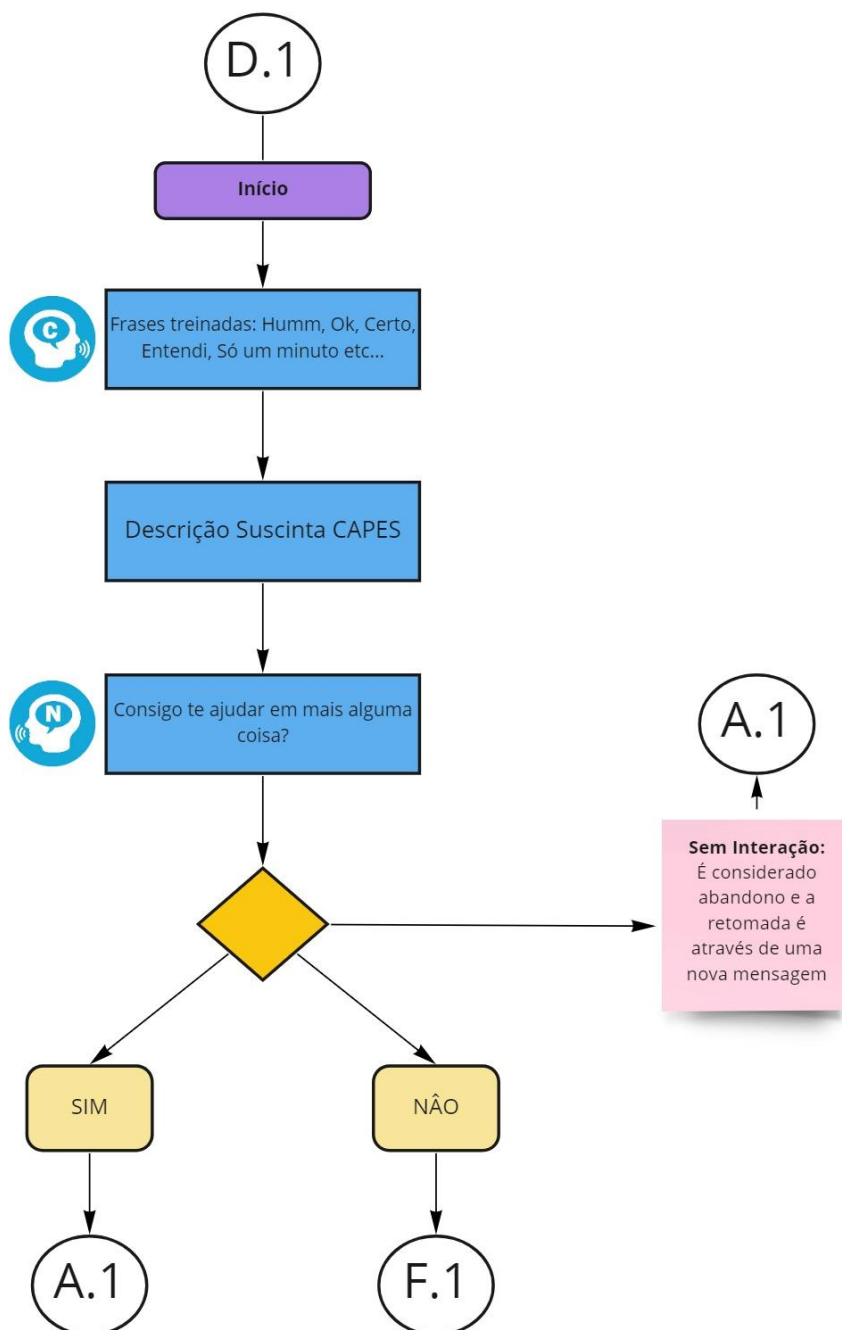 D.1
Início
C
Frases treinadas: Humm, Ok, Certo,
Entendi, Só um minuto etc...
Descrição Suscinta CAPES
N
Consigo te ajudar em mais alguma
coisa?
A.1
Sem Interação:
É considerado
abandono e a
retomada é
através de uma
nova mensagem
SIM
NÂO
A.1
F.1